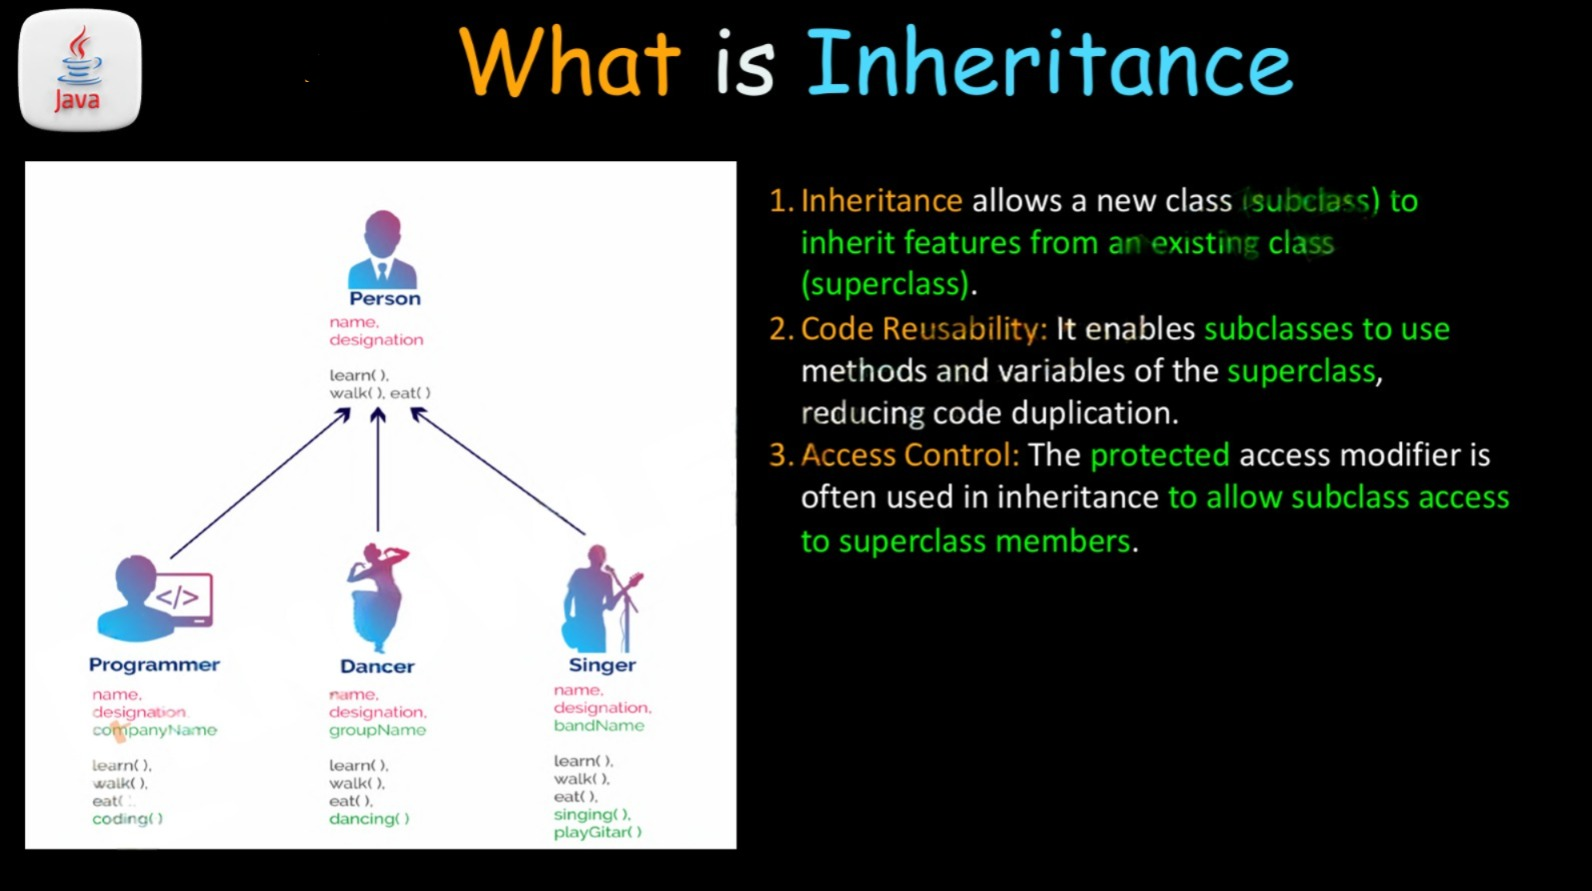 Java
What is Inheritance
Person
name,
designation
learn( ),
walk( ), eat( )
</>
Programmer
name,
designation
companyName
learn( ),
walk( ),
eat(
coding( )
Dancer
name,
designation,
groupName
learn( ),
walk( ),
eat( ),
dancing( )
Singer
name,
designation,
bandName
learn( ),
walk( ),
eat( ),
singing( ),
playGitar( )
1. Inheritance allows a new class (subclass) to
inherit features from an existing class
(superclass).
2. Code Reusability: It enables subclasses to use
methods and variables of the superclass,
reducing code duplication.
3. Access Control: The protected access modifier is
often used in inheritance to allow subclass access
to superclass members.